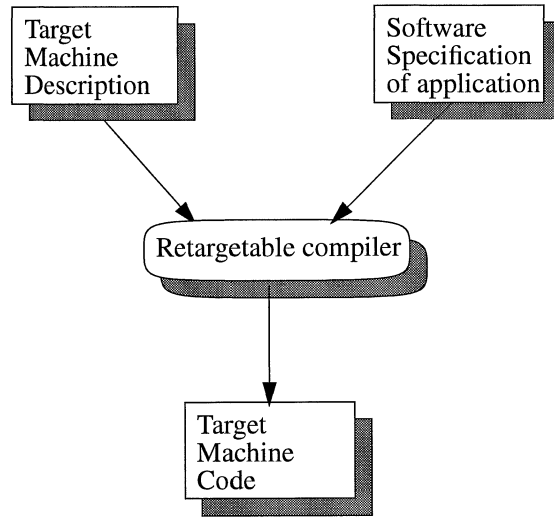 Target
Machine
Description
Software
Specification
of application
Retargetable compiler
Target
Machine
Code